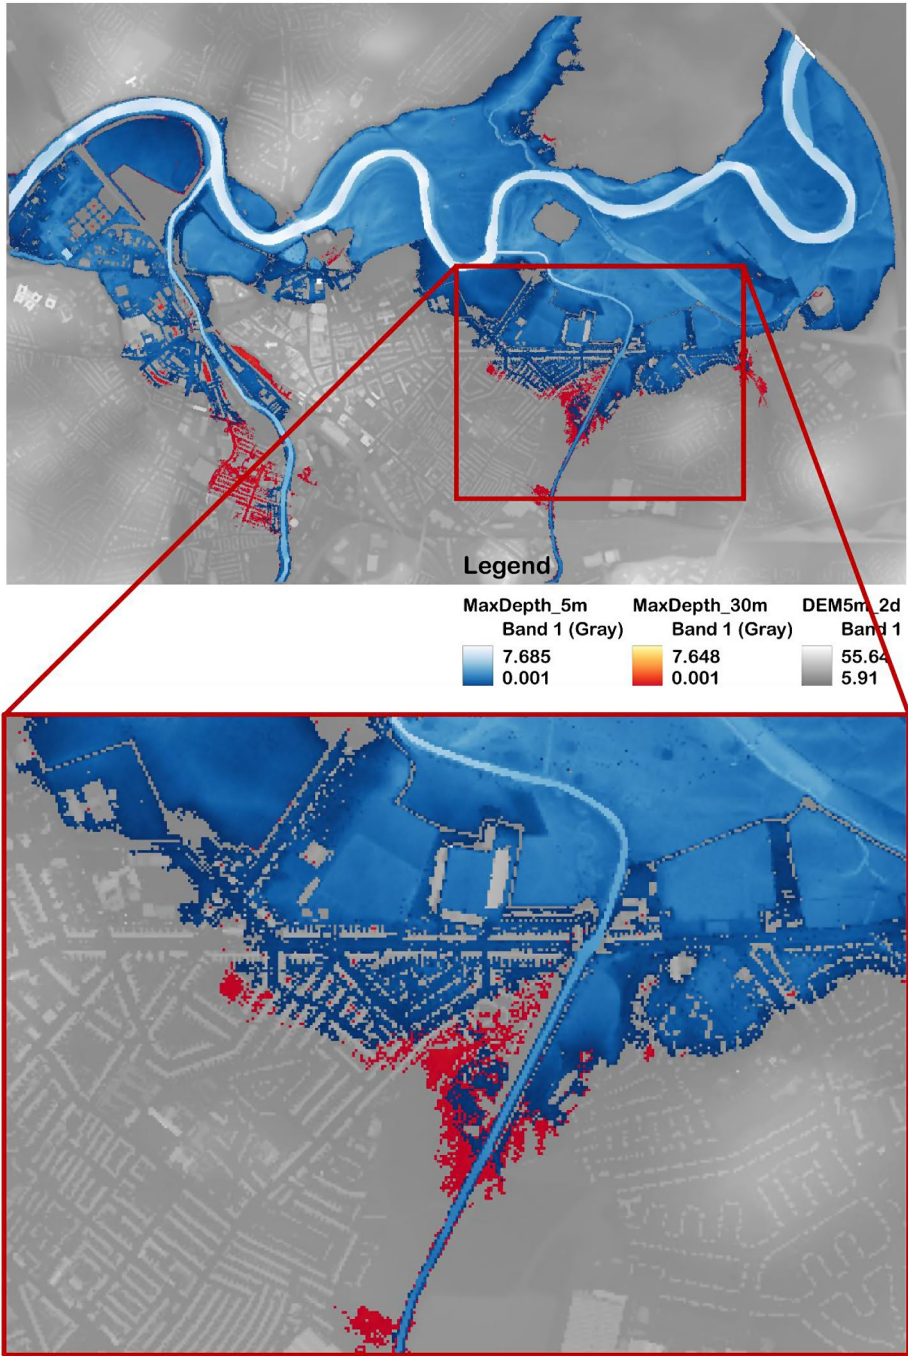 Legend
MaxDepth_5m MaxDepth_30m DEM5m_2d
Band 1 (Gray) Band 1 (Gray) Band 1
7.685 7.648 55.64
0.001 0.001 5.91